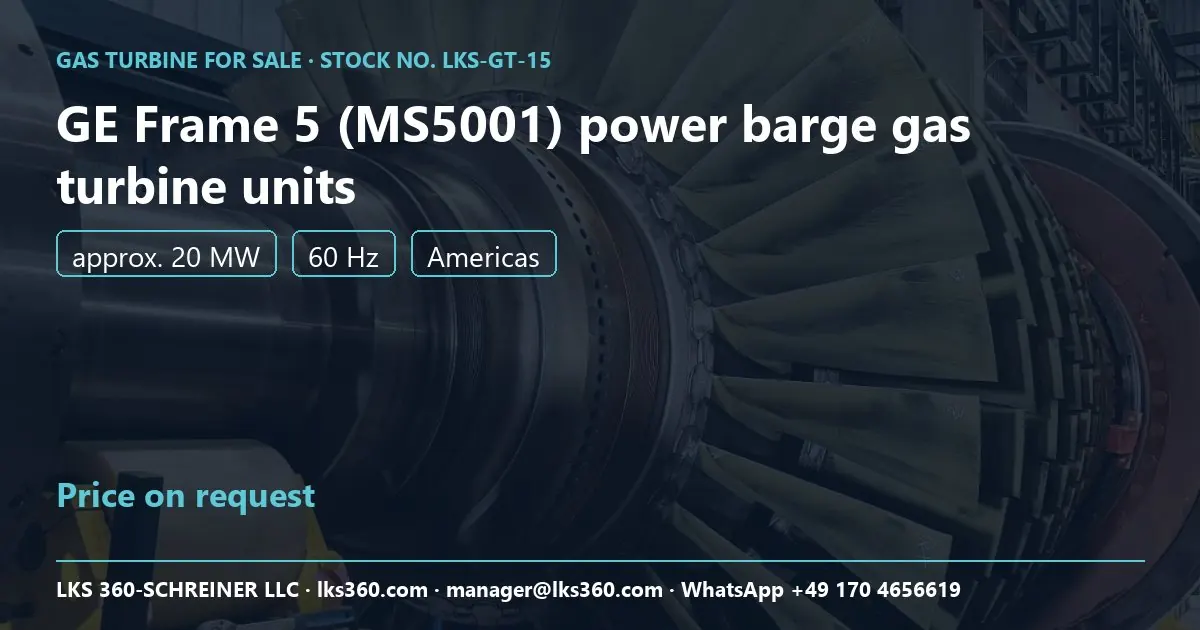 GAS TURBINE FOR SALE · STOCK NO. LKS-GT-15
GE Frame 5 (MS5001) power barge gas
turbine units
approx. 20 MW
60 Hz
Americas
Price on request
LKS 360-SCHREINER LLC · lks360.com · manager@lks360.com · WhatsApp +49 170 4656619